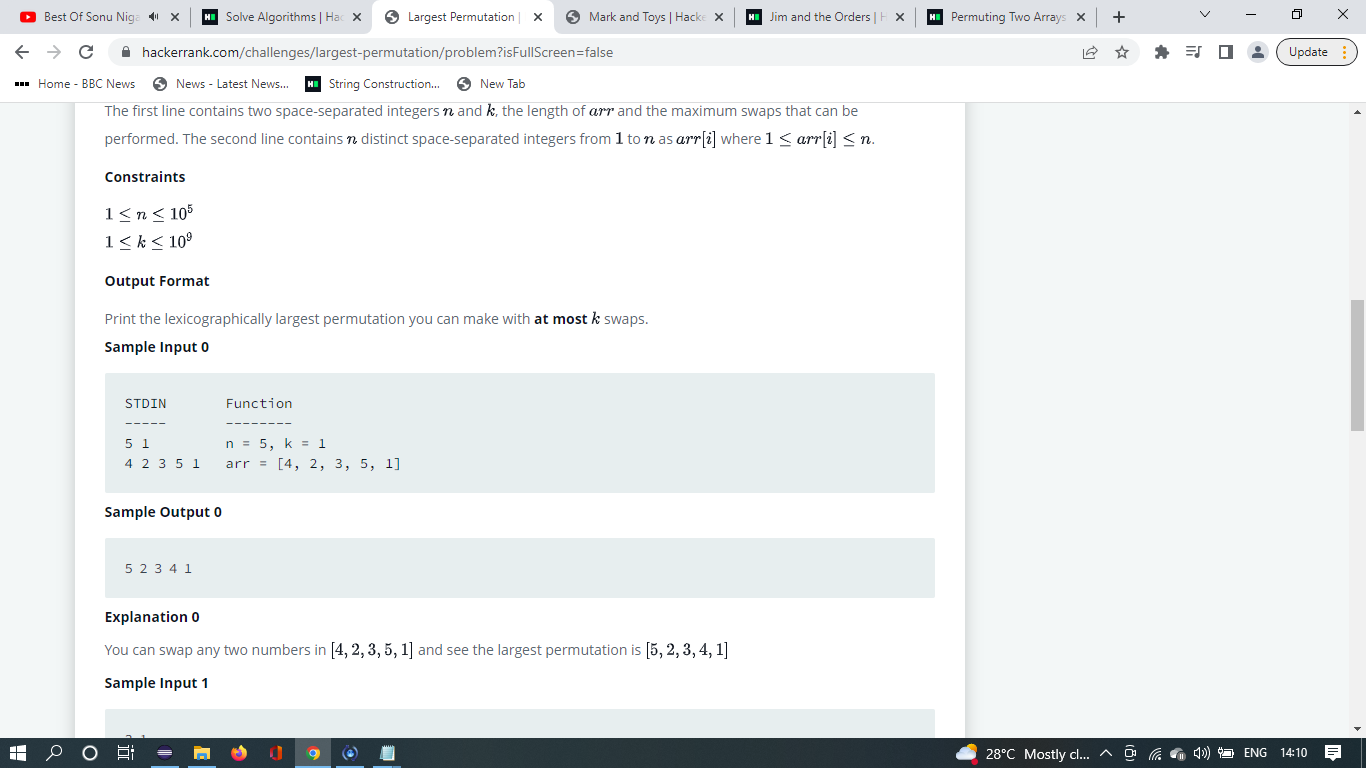 Best Of Sonu Niga
Solve Algorithms | Ha
Largest Permutation |
Mark and Toys | Hacke
Jim and the Orders | H
Permuting Two Arrays
hackerrank.com/challenges/largest-permutation/problem?isFullScreen=false
Update
Home - BBC News
News - Latest News...
String Construction...
New Tab
The first line contains two space-separated integers n and k, the length of arr and the maximum swaps that can be
performed. The second line contains n distinct space-separated integers from 1 to n as arr[i] where 1 ≤ arr[i] ≤ n.
Constraints
1 ≤ n ≤ 10⁵
1 ≤ k ≤ 10⁹
Output Format
Print the lexicographically largest permutation you can make with at most k swaps.
Sample Input 0
STDIN Function
----- --------
5 1 n = 5, k = 1
4 2 3 5 1 arr = [4, 2, 3, 5, 1]
Sample Output 0
5 2 3 4 1
Explanation 0
You can swap any two numbers in [4, 2, 3, 5, 1] and see the largest permutation is [5, 2, 3, 4, 1]
Sample Input 1
28°C Mostly cl... ENG 14:10